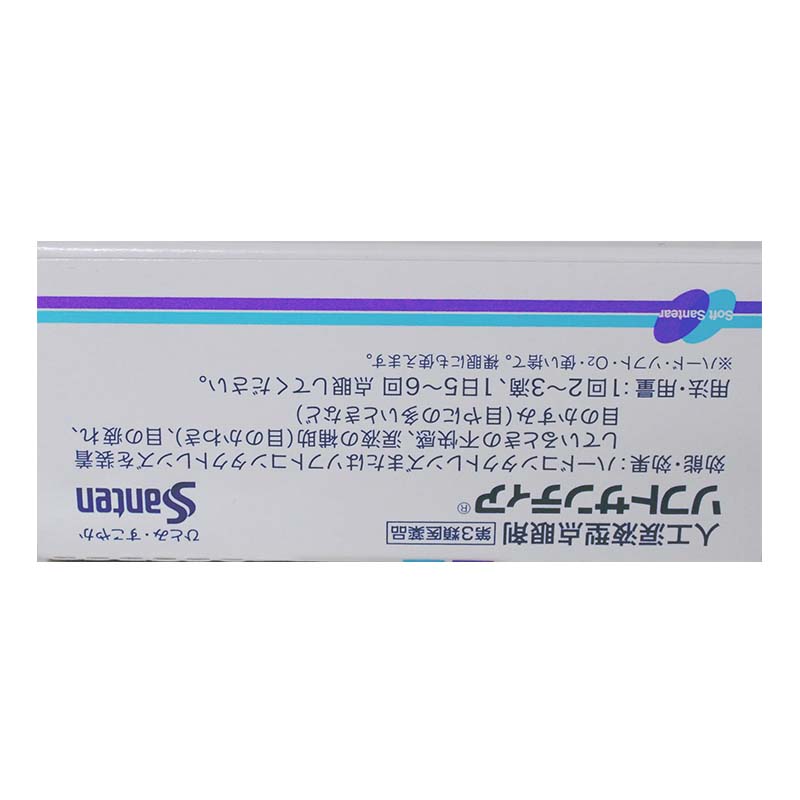 人工涙液型点眼剤 第3類医薬品
ソフトサンティア®
ひとみ・すこやか
Santen
効能・効果：ハードコンタクトレンズまたはソフトコンタクトレンズを装着
しているときの不快感、涙液の補助（目のかわき）、目の疲れ、
目のかすみ（目やにの多いときなど）
用法・用量：1回2〜3滴、1日5〜6回 点眼してください。
※ハード・ソフト・O2・使い捨て。裸眼にも使えます。
Soft Santear